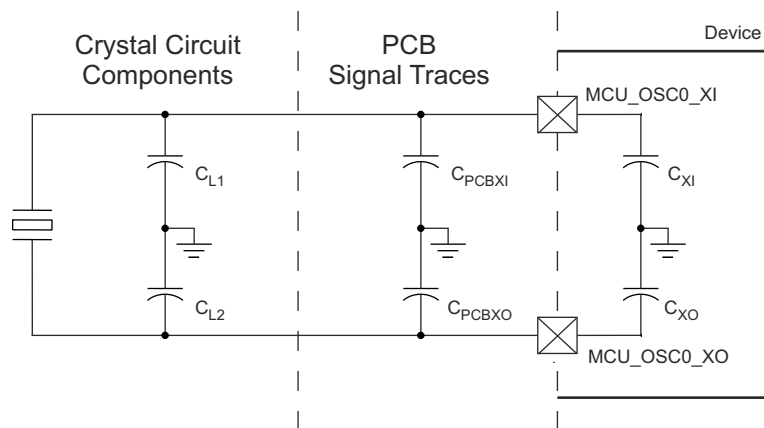 Crystal Circuit
Components
PCB
Signal Traces
Device
MCU_OSC0_XI
CL1
CPCBXI
CXI
CL2
CPCBXO
CXO
MCU_OSC0_XO